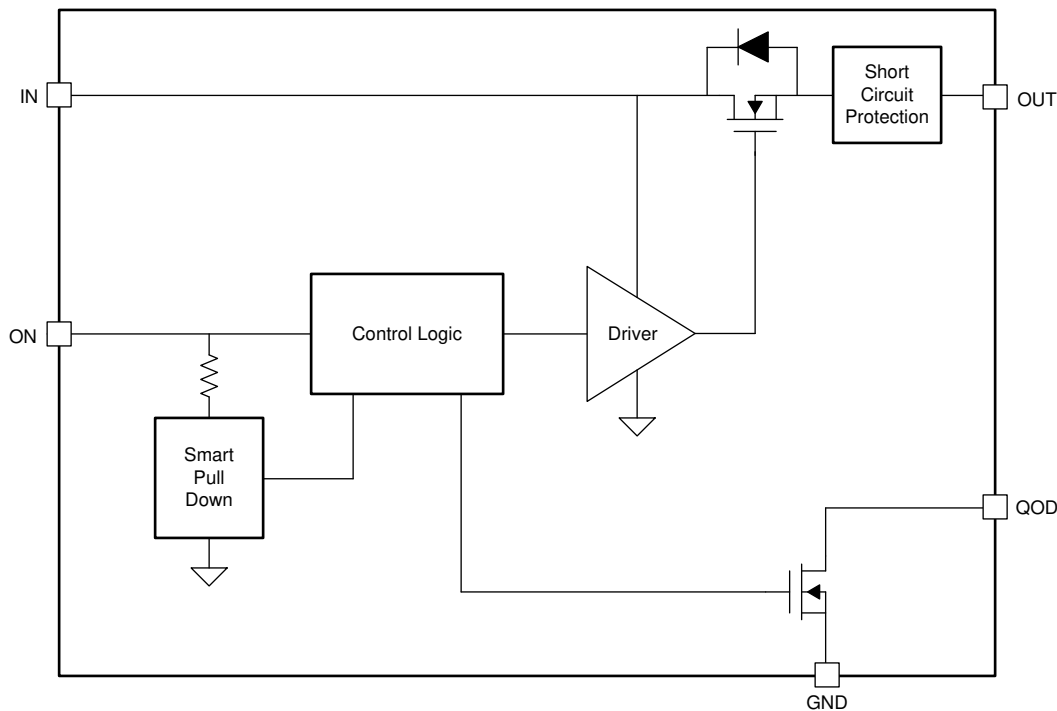 IN
Short
Circuit
Protection
OUT
ON
Control Logic
Driver
Smart
Pull
Down
QOD
GND